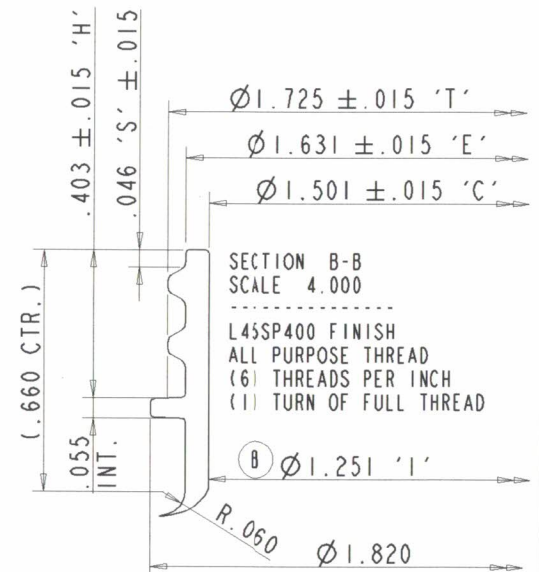 .403 ±.015 'H'
.046 'S' ±.015
Ø1.725 ±.015 'T'
Ø1.631 ±.015 'E'
Ø1.501 ±.015 'C'
SECTION B-B
SCALE 4.000
---------------
L45SP400 FINISH
ALL PURPOSE THREAD
(6) THREADS PER INCH
(1) TURN OF FULL THREAD
(.660 CTR.)
.055
INT.
B Ø1.251 'I'
R.060
Ø1.820